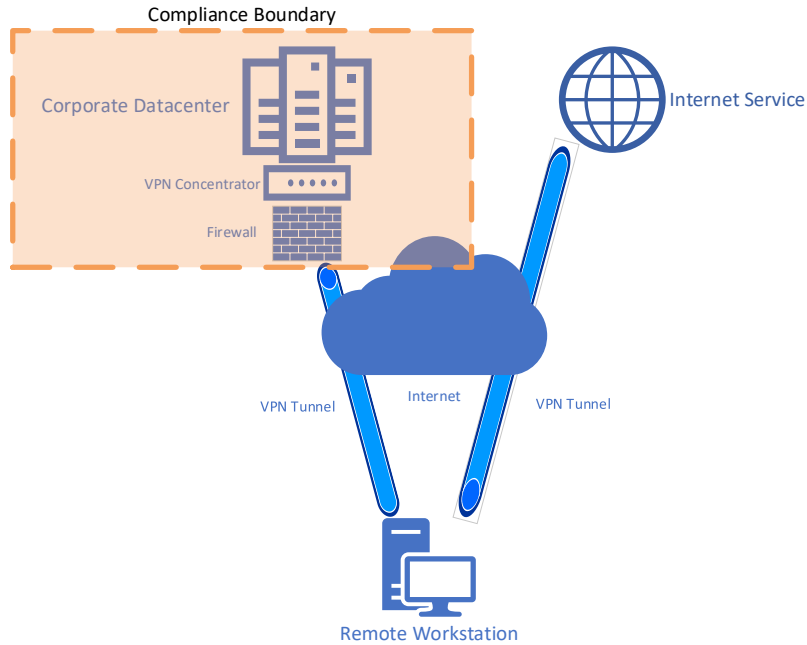 Compliance Boundary
Corporate Datacenter
Internet Service
VPN Concentrator
Firewall
Internet
VPN Tunnel
VPN Tunnel
Remote Workstation